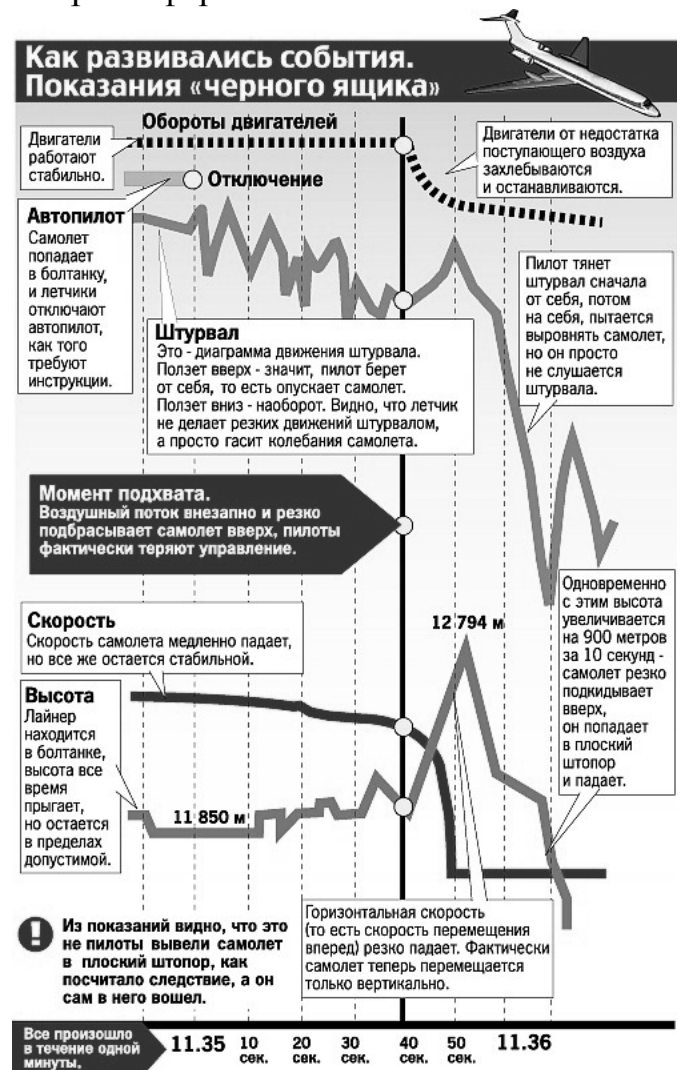 Как развивались события.
Показания «черного ящика»
Обороты двигателей
Двигатели
работают
стабильно.
Двигатели от недостатка
поступающего воздуха
захлебываются
и останавливаются.
Отключение
Автопилот
Самолет
попадает
в болтанку,
и летчики
отключают
автопилот,
как того
требуют
инструкции.
Пилот тянет
штурвал сначала
от себя, потом
на себя, пытается
выровнять самолет,
но он просто
не слушается
штурвала.
Штурвал
Это - диаграмма движения штурвала.
Ползет вверх - значит, пилот берет
от себя, то есть опускает самолет.
Ползет вниз - наоборот. Видно, что летчик
не делает резких движений штурвалом,
а просто гасит колебания самолета.
Момент подхвата.
Воздушный поток внезапно и резко
подбрасывает самолет вверх, пилоты
фактически теряют управление.
Одновременно
с этим высота
увеличивается
на 900 метров
за 10 секунд -
самолет резко
подкидывает
вверх,
он попадает
в плоский
штопор
и падает.
Скорость
Скорость самолета медленно падает,
но все же остается стабильной.
12 794 м
Высота
Лайнер
находится
в болтанке,
высота все
время
прыгает,
но остается
в пределах
допустимой.
11 850 м
Горизонтальная скорость
(то есть скорость перемещения
вперед) резко падает. Фактически
самолет теперь перемещается
только вертикально.
Из показаний видно, что это
не пилоты вывели самолет
в плоский штопор, как
посчитало следствие, а он
сам в него вошел.
Все произошло
в течение одной
минуты.
11.35 10 сек. 20 сек. 30 сек. 40 сек. 50 сек. 11.36